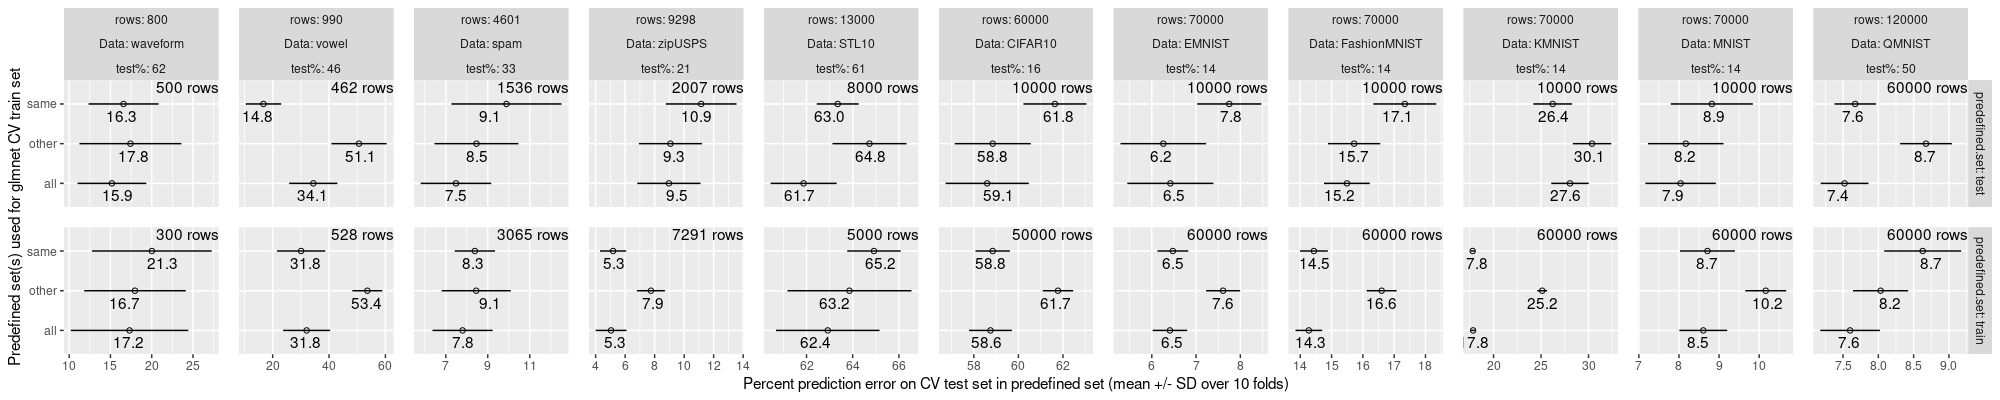 rows: 800 rows: 990 rows: 4601 rows: 9298 rows: 13000 rows: 60000 rows: 70000 rows: 70000 rows: 70000 rows: 70000 rows: 120000
Data: waveform Data: vowel Data: spam Data: zipUSPS Data: STL10 Data: CIFAR10 Data: EMNIST Data: FashionMNIST Data: KMNIST Data: MNIST Data: QMNIST
test%: 62 test%: 46 test%: 33 test%: 21 test%: 61 test%: 16 test%: 14 test%: 14 test%: 14 test%: 14 test%: 50
500 rows 462 rows 1536 rows 2007 rows 8000 rows 10000 rows 10000 rows 10000 rows 10000 rows 10000 rows 60000 rows
same
16.3 14.8 9.1 10.9 63.0 61.8 7.8 17.1 26.4 8.9 7.6
other
17.8 51.1 8.5 9.3 64.8 58.8 6.2 15.7 30.1 8.2 8.7
all
15.9 34.1 7.5 9.5 61.7 59.1 6.5 15.2 27.6 7.9 7.4
predefined.set: test
300 rows 528 rows 3065 rows 7291 rows 5000 rows 50000 rows 60000 rows 60000 rows 60000 rows 60000 rows 60000 rows
same
21.3 31.8 8.3 5.3 65.2 58.8 6.5 14.5 7.8 8.7 8.7
other
16.7 53.4 9.1 7.9 63.2 61.7 7.6 16.6 25.2 10.2 8.2
all
17.2 31.8 7.8 5.3 62.4 58.6 6.5 14.3 17.8 8.5 7.6
predefined.set: train
10 15 20 25 20 40 60 7 9 11 4 6 8 10 12 14 62 64 66 58 60 62 6 7 8 14 15 16 17 18 20 25 30 7 8 9 10 7.5 8.0 8.5 9.0
Percent prediction error on CV test set in predefined set (mean +/- SD over 10 folds)
Predefined set(s) used for glmnet CV train set